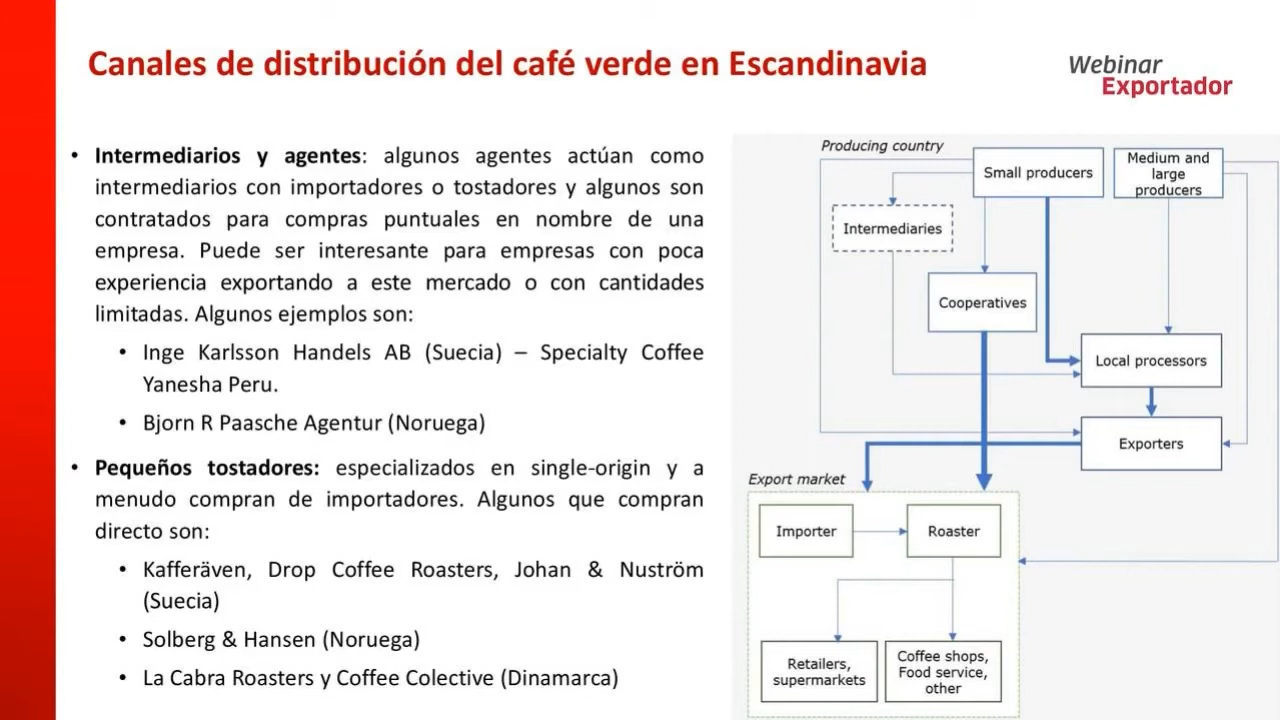 Canales de distribución del café verde en Escandinavia
Webinar
Exportador
• Intermediarios y agentes: algunos agentes actúan como
intermediarios con importadores o tostadores y algunos son
contratados para compras puntuales en nombre de una
empresa. Puede ser interesante para empresas con poca
experiencia exportando a este mercado o con cantidades
limitadas. Algunos ejemplos son:
• Inge Karlsson Handels AB (Suecia) – Specialty Coffee
Yanesha Peru.
• Bjorn R Paasche Agentur (Noruega)
• Pequeños tostadores: especializados en single-origin y a
menudo compran de importadores. Algunos que compran
directo son:
• Kafferäven, Drop Coffee Roasters, Johan & Nuström
(Suecia)
• Solberg & Hansen (Noruega)
• La Cabra Roasters y Coffee Colective (Dinamarca)
Producing country
Small producers
Medium and
large
producers
Intermediaries
Cooperatives
Local processors
Exporters
Export market
Importer
Roaster
Retailers,
supermarkets
Coffee shops,
Food service,
other